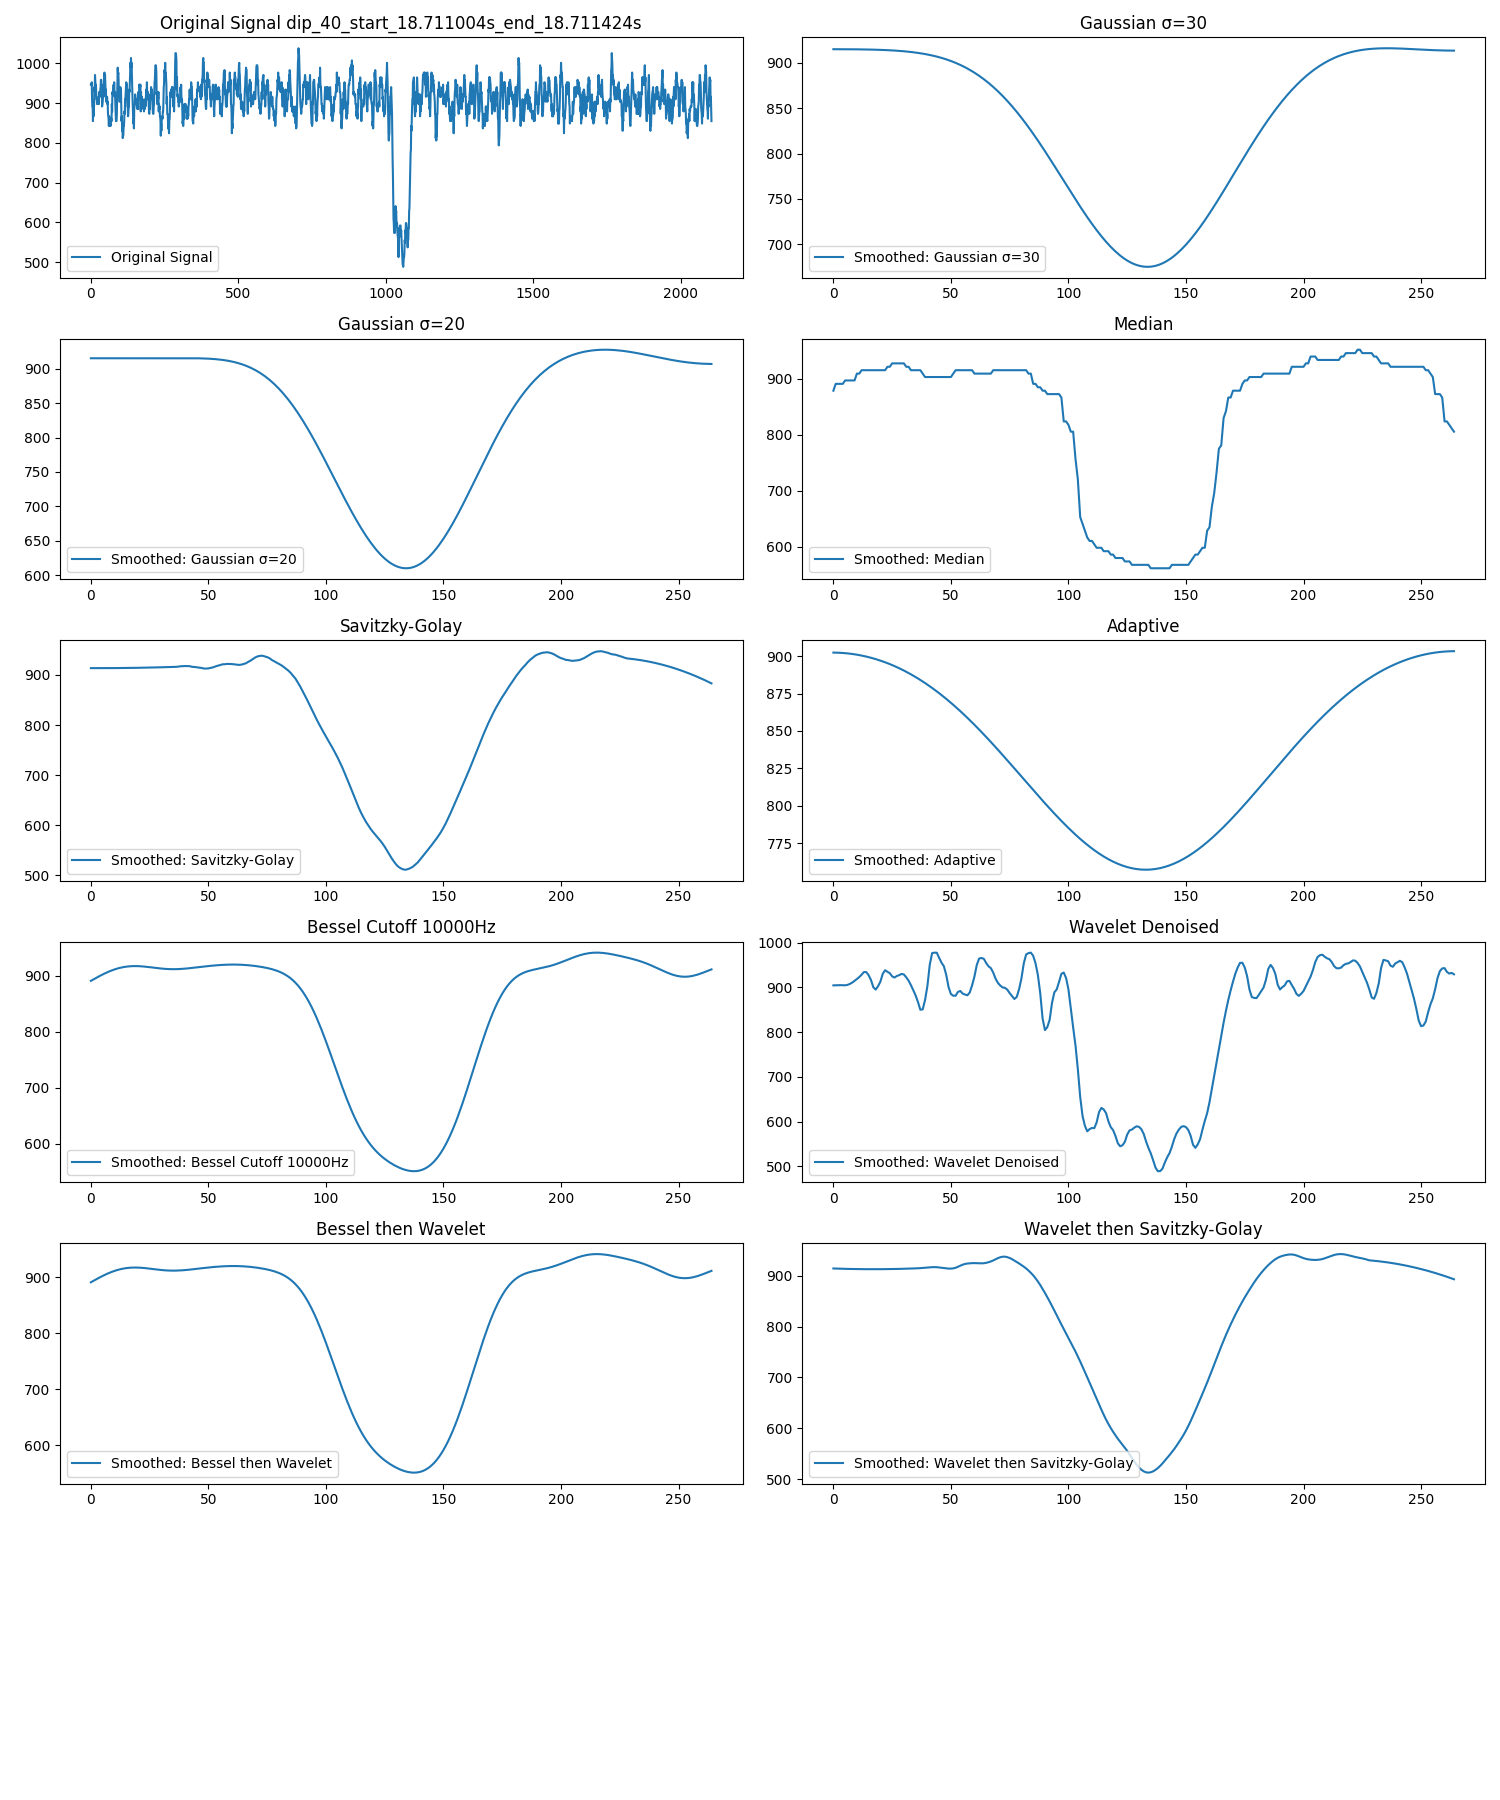 Original Signal dip_40_start_18.711004s_end_18.711424s
1000
900
800
700
600
500
Original Signal
0 500 1000 1500 2000
Gaussian σ=30
900
850
800
750
700
Smoothed: Gaussian σ=30
0 50 100 150 200 250
Gaussian σ=20
900
850
800
750
700
650
600
Smoothed: Gaussian σ=20
0 50 100 150 200 250
Median
900
800
700
600
Smoothed: Median
0 50 100 150 200 250
Savitzky-Golay
900
800
700
600
500
Smoothed: Savitzky-Golay
0 50 100 150 200 250
Adaptive
900
875
850
825
800
775
Smoothed: Adaptive
0 50 100 150 200 250
Bessel Cutoff 10000Hz
900
800
700
600
Smoothed: Bessel Cutoff 10000Hz
0 50 100 150 200 250
Wavelet Denoised
1000
900
800
700
600
500
Smoothed: Wavelet Denoised
0 50 100 150 200 250
Bessel then Wavelet
900
800
700
600
Smoothed: Bessel then Wavelet
0 50 100 150 200 250
Wavelet then Savitzky-Golay
900
800
700
600
500
Smoothed: Wavelet then Savitzky-Golay
0 50 100 150 200 250